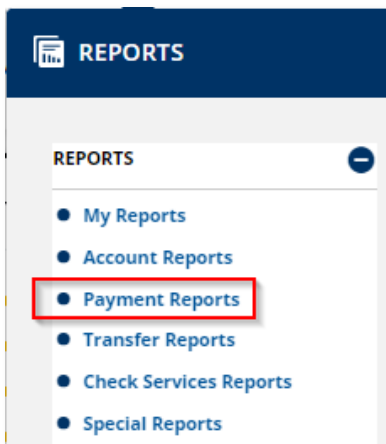 REPORTS
REPORTS
My Reports
Account Reports
Payment Reports
Transfer Reports
Check Services Reports
Special Reports